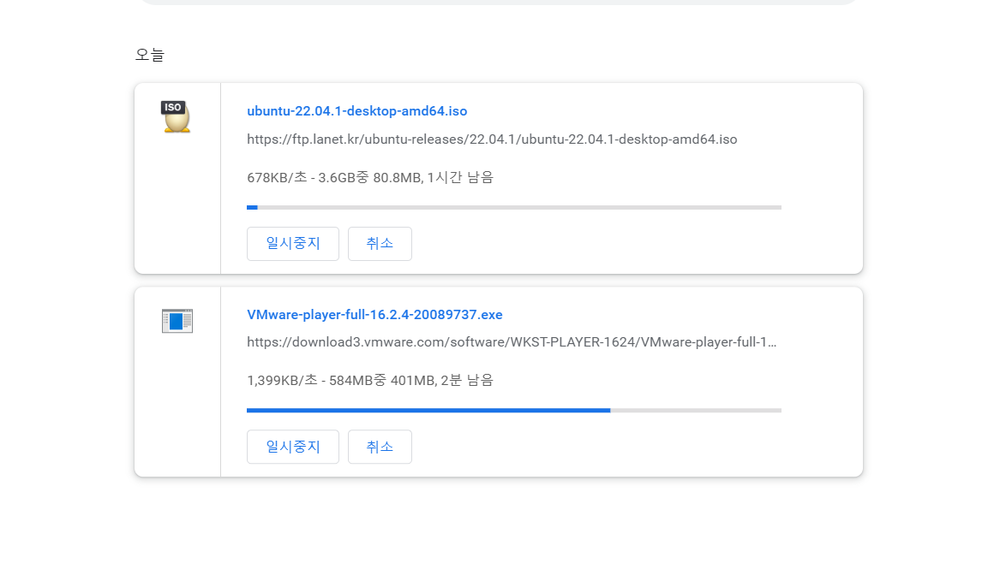 오늘
ISO
ubuntu-22.04.1-desktop-amd64.iso
https://ftp.lanet.kr/ubuntu-releases/22.04.1/ubuntu-22.04.1-desktop-amd64.iso
678KB/초 - 3.6GB중 80.8MB, 1시간 남음
일시중지 취소
VMware-player-full-16.2.4-20089737.exe
https://download3.vmware.com/software/WKST-PLAYER-1624/VMware-player-full-1…
1,399KB/초 - 584MB중 401MB, 2분 남음
일시중지 취소